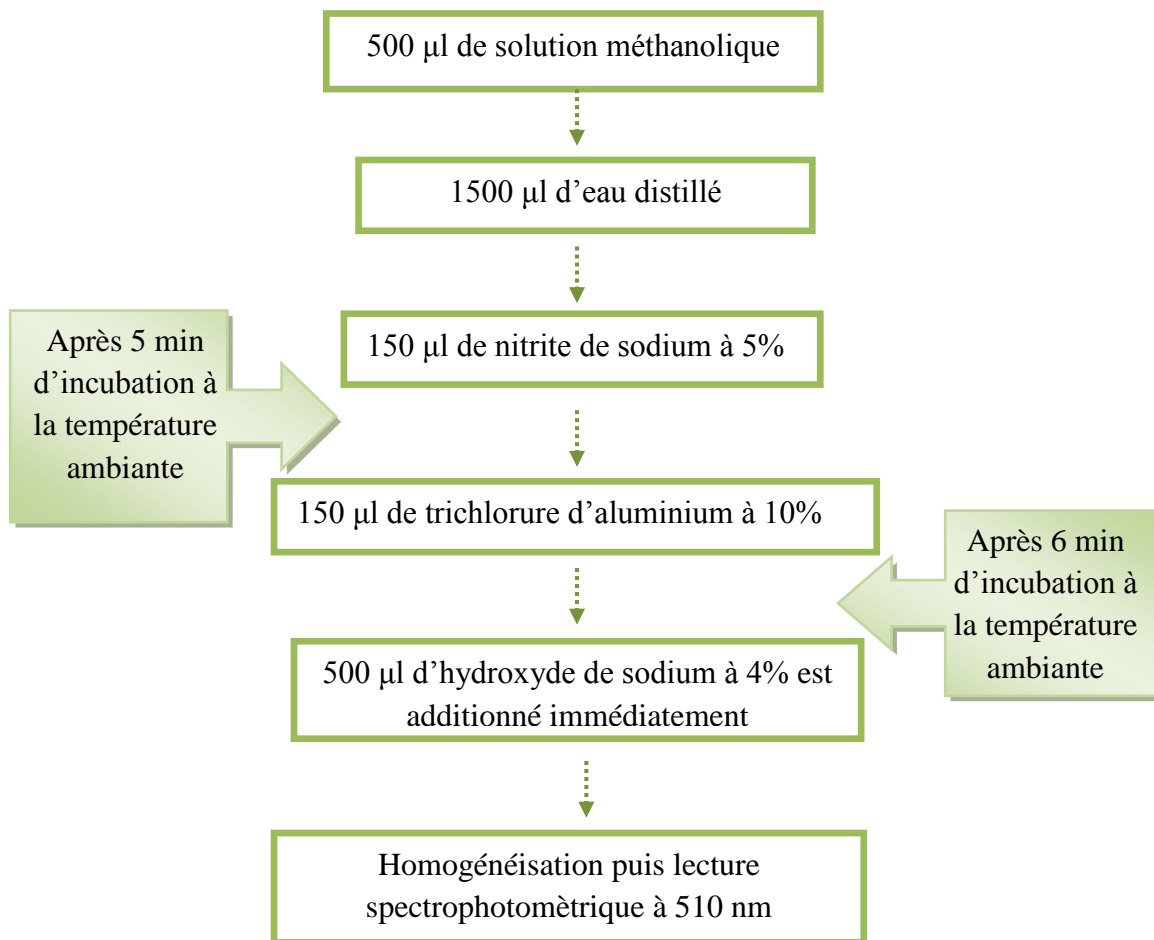 500 µl de solution méthanolique
1500 µl d’eau distillé
150 µl de nitrite de sodium à 5%
Après 5 min
d’incubation à
la température
ambiante
150 µl de trichlorure d’aluminium à 10%
Après 6 min
d’incubation à
la température
ambiante
500 µl d’hydroxyde de sodium à 4% est
additionné immédiatement
Homogénéisation puis lecture
spectrophotomètrique à 510 nm